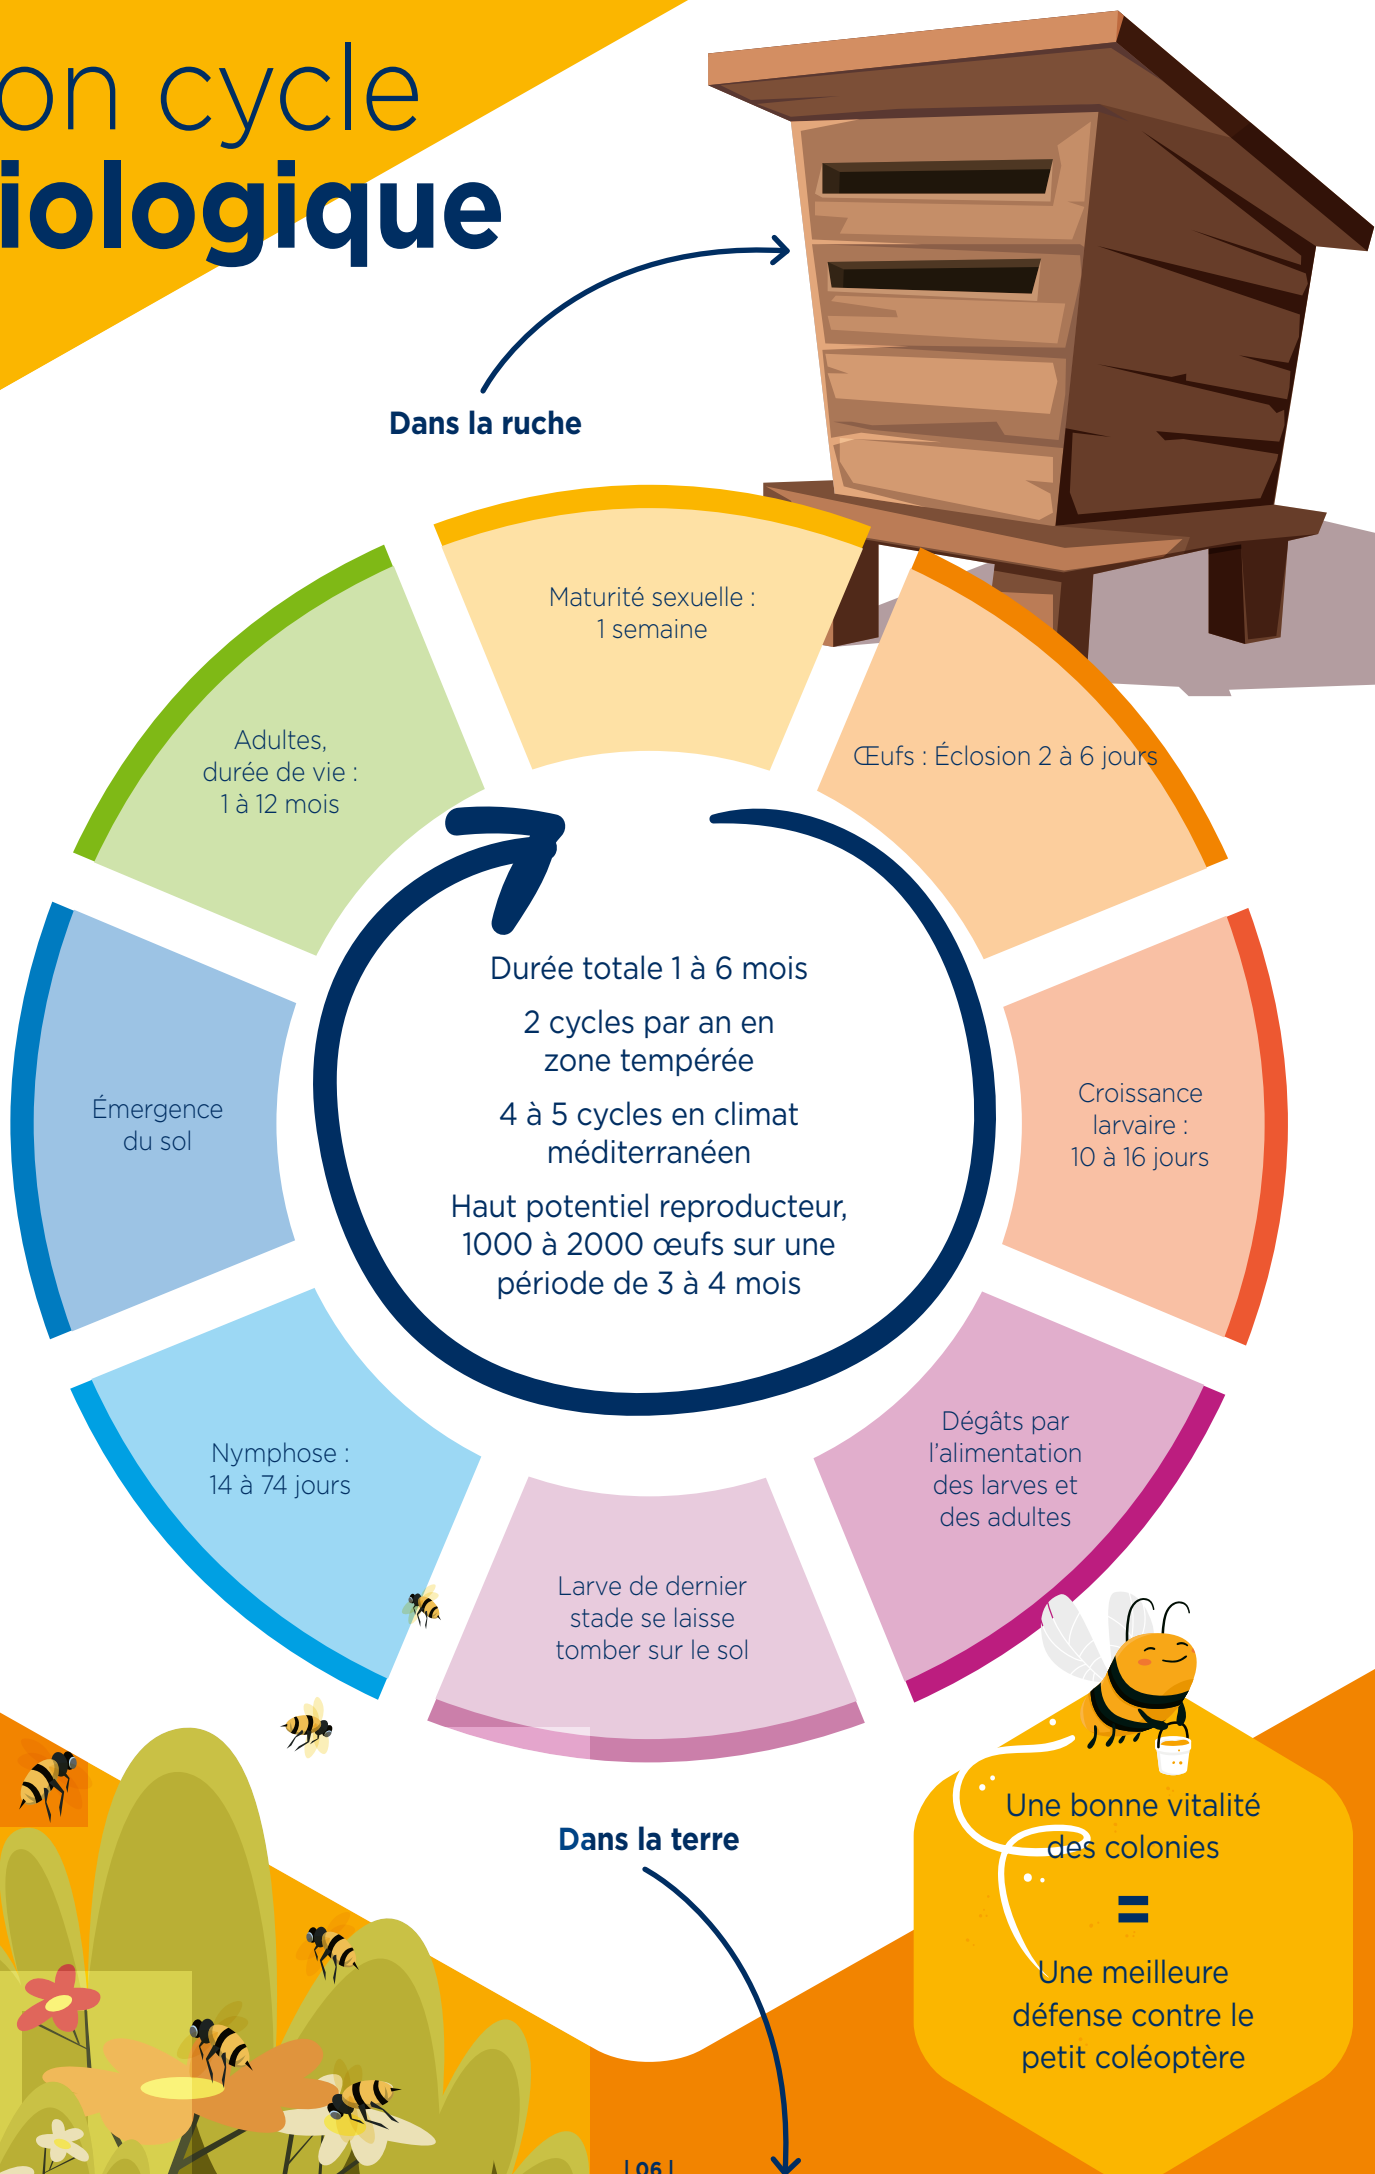 on cycle
iologique
Dans la ruche
Maturité sexuelle :
1 semaine
Œufs : Éclosion 2 à 6 jours
Croissance
larvaire :
10 à 16 jours
Dégâts par
l'alimentation
des larves et
des adultes
Larve de dernier
stade se laisse
tomber sur le sol
Nymphose :
14 à 74 jours
Émergence
du sol
Adultes,
durée de vie :
1 à 12 mois
Durée totale 1 à 6 mois
2 cycles par an en
zone tempérée
4 à 5 cycles en climat
méditerranéen
Haut potentiel reproducteur,
1000 à 2000 œufs sur une
période de 3 à 4 mois
Dans la terre
Une bonne vitalité
des colonies
=
Une meilleure
défense contre le
petit coléoptère
| 06 |